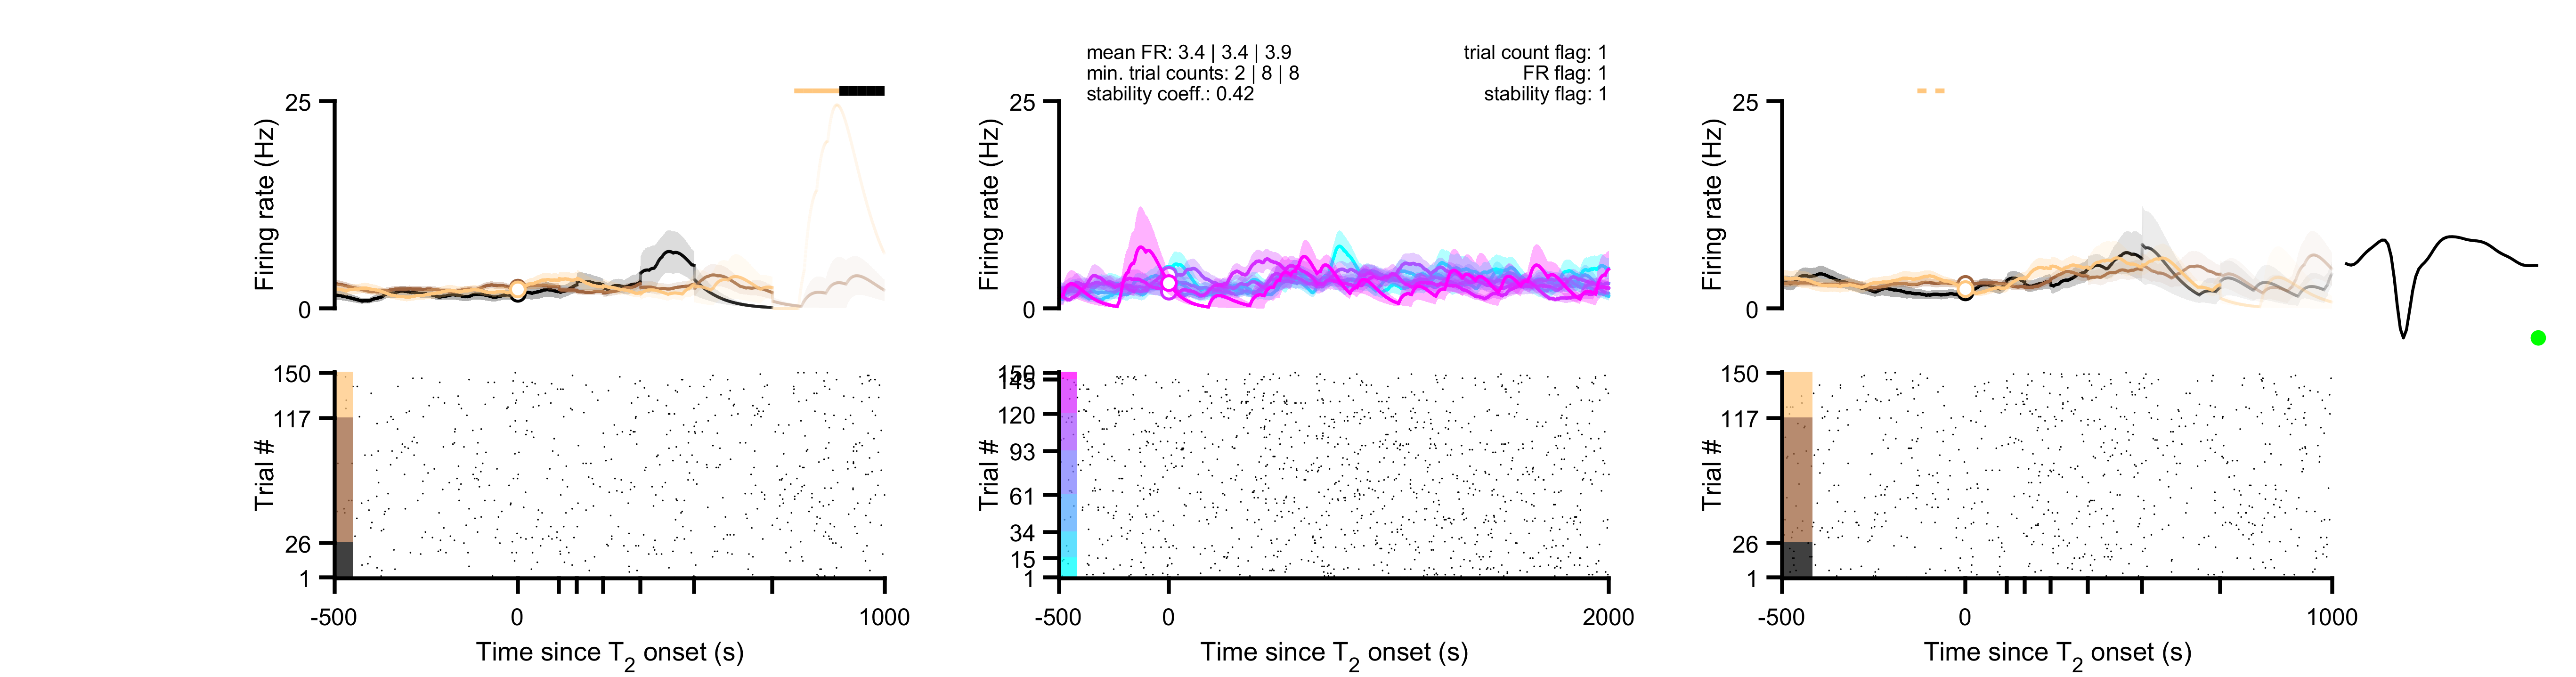 mean FR: 3.4 | 3.4 | 3.9
min. trial counts: 2 | 8 | 8
stability coeff.: 0.42
trial count flag: 1
FR flag: 1
stability flag: 1
25
0
Firing rate (Hz)
25
0
Firing rate (Hz)
25
0
Firing rate (Hz)
150
117
26
1
Trial #
-500
0
1000
Time since T2 onset (s)
150
145
120
93
61
34
15
1
Trial #
-500
0
2000
Time since T2 onset (s)
150
117
26
1
Trial #
-500
0
1000
Time since T2 onset (s)